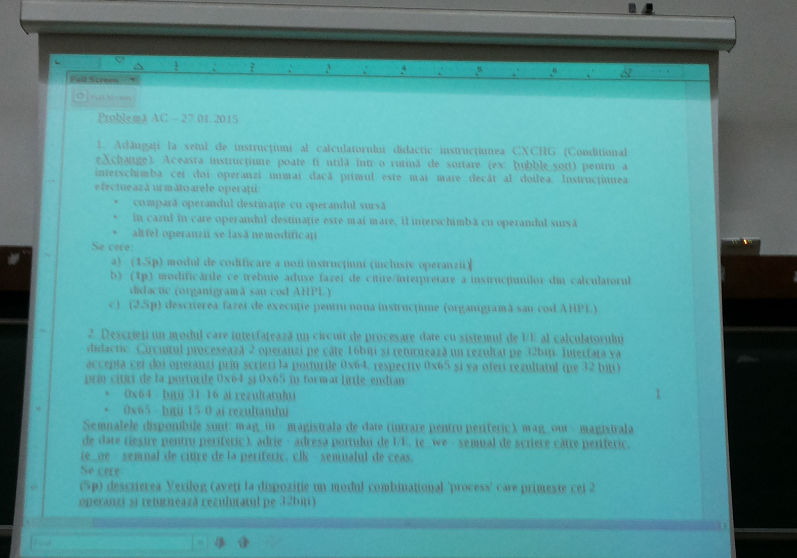 Full Screen
Full Screen
Problemă AC – 27.01.2015
1. Adăugați la setul de instrucțiuni al calculatorului didactic instrucțiunea CXCHG (Conditional
eXchange). Aceasta instrucțiune poate fi utilă într-o rutină de sortare (ex: bubble sort) pentru a
interschimba cei doi operanzi numai dacă primul este mai mare decât al doilea. Instrucțiunea
efectuează următoarele operații:
• compară operandul destinație cu operandul sursă
• în cazul în care operandul destinație este mai mare, îl interschimbă cu operandul sursă
• altfel operanzii se lasă nemodificați
Se cere:
a) (1.5p) modul de codificare a noii instrucțiuni (inclusiv operanzii)
b) (1p) modificările ce trebuie aduse fazei de citire/interpretare a instrucțiunilor din calculatorul
didactic (organigramă sau cod AHPL)
c) (2.5p) descrierea fazei de execuție pentru noua instrucțiune (organigramă sau cod AHPL)
2. Descrieți un modul care interfațează un circuit de procesare date cu sistemul de I/E al calculatorului
didactic. Circuitul procesează 2 operanzi pe câte 16biți și returnează un rezultat pe 32biți. Interfața va
accepta cei doi operanzi prin scrieri la porturile 0x64, respectiv 0x65 și va oferi rezultatul (pe 32 biți)
prin citiri de la porturile 0x64 și 0x65 în format little endian:
• 0x64 - biții 31-16 ai rezultatului
• 0x65 - biții 15-0 ai rezultatului
Semnalele disponibile sunt: mag_in - magistrala de date (intrare pentru periferic), mag_out - magistrala
de date (ieșire pentru periferic), adrie - adresa portului de I/E, ie_we - semnal de scriere către periferic,
ie_oe - semnal de citire de la periferic, clk - semnalul de ceas.
Se cere:
(5p) descrierea Verilog (aveți la dispoziție un modul combinațional 'process' care primește cei 2
operanzi și returnează rezulutatul pe 32biți)
1
Find